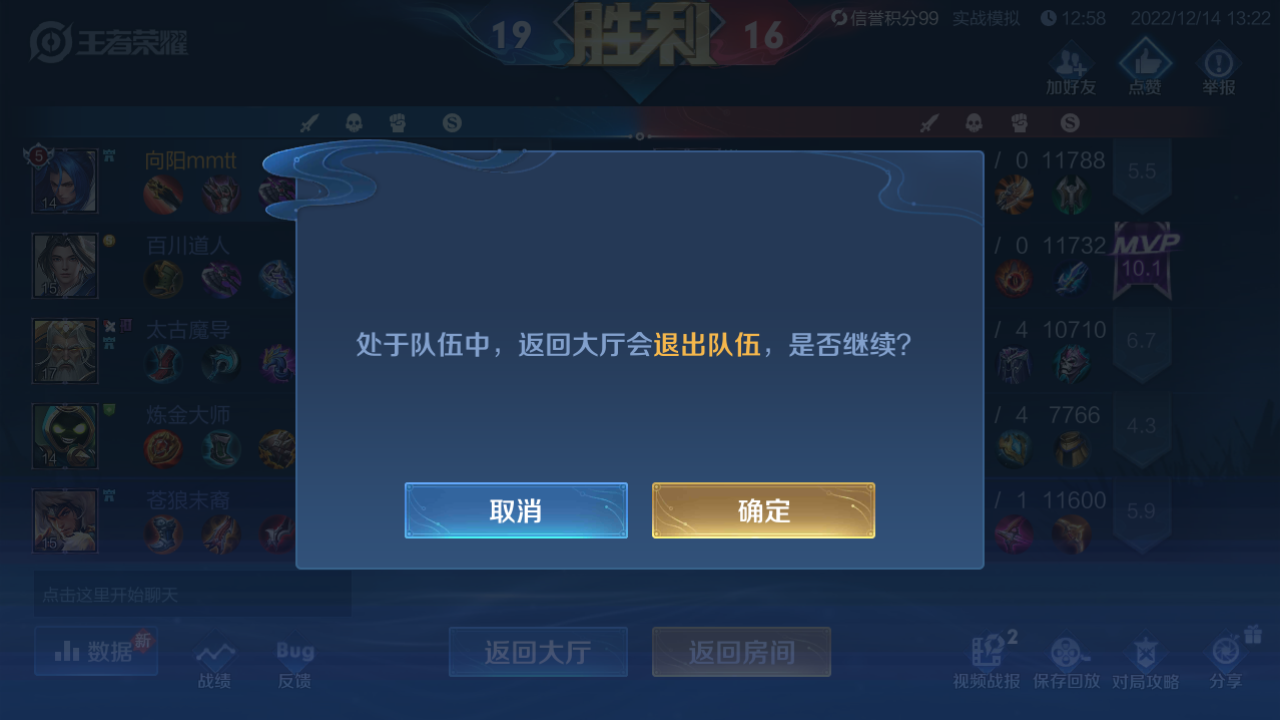 王者荣耀
19 胜利 16
信誉积分99 实战模拟 12:58 2022/12/14 13:22
加好友 点赞 举报
S S
5 14 向阳mmtt / 0 11788 5.5
15 百川道人 / 0 11732 MVP 10.1
17 太古魔导 / 4 10710 6.7
14 炼金大师 / 4 7766 4.3
15 苍狼末裔 / 1 11600 5.9
处于队伍中，返回大厅会退出队伍，是否继续？
取消 确定
点击这里开始聊天
数据 新 战绩 Bug 反馈 返回大厅 返回房间 2 视频战报 保存回放 对局攻略 分享